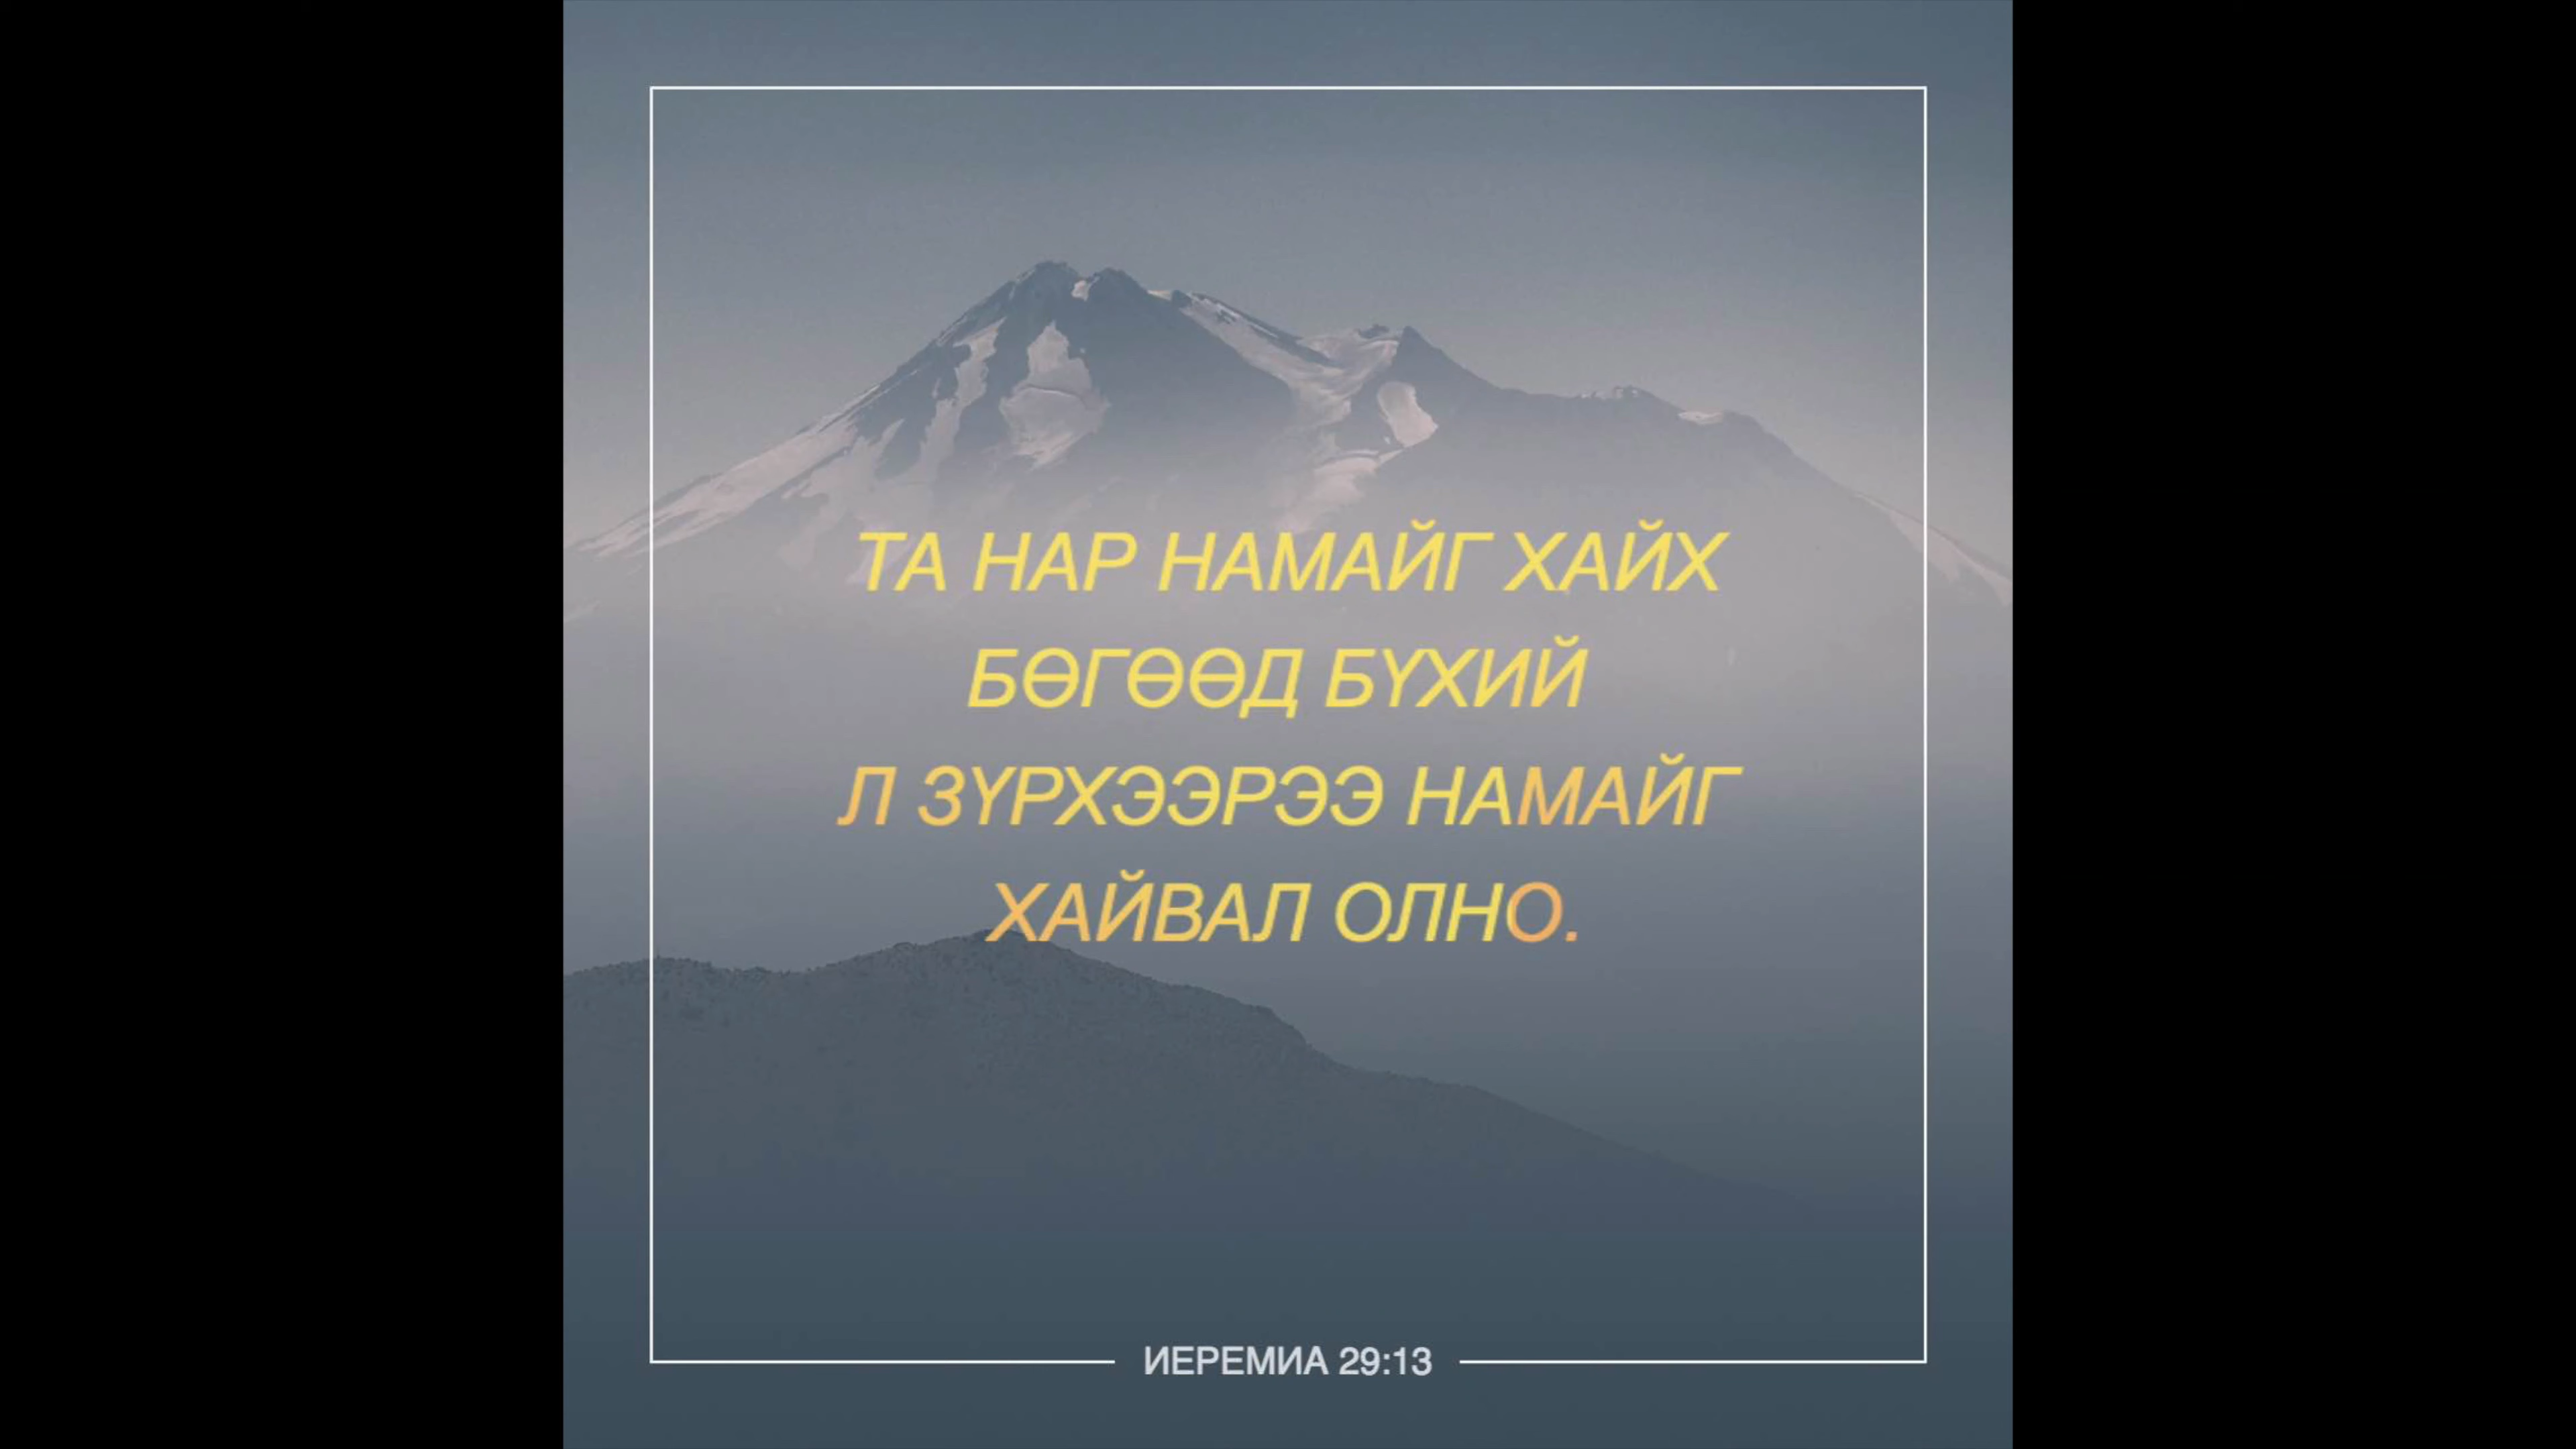 ТА НАР НАМАЙГ ХАЙХ
БӨГӨӨД БҮХИЙ
Л ЗҮРХЭЭРЭЭ НАМАЙГ
ХАЙВАЛ ОЛНО.
ИЕРЕМИА 29:13